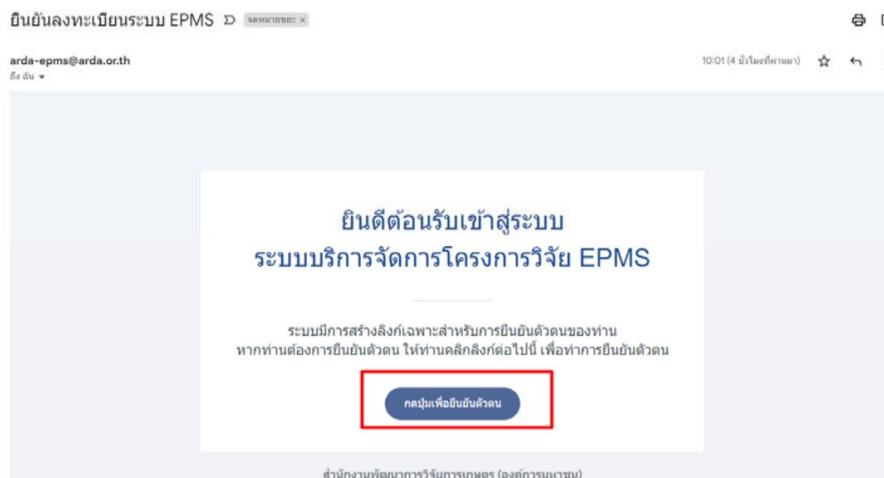 ยืนยันลงทะเบียนระบบ EPMS
จดหมายขยะ ×
arda-epms@arda.or.th
10:01 (4 ชั่วโมงที่ผ่านมา)
ถึง ฉัน
ยินดีต้อนรับเข้าสู่ระบบ
ระบบบริการจัดการโครงการวิจัย EPMS
ระบบมีการสร้างลิงก์เฉพาะสำหรับการยืนยันตัวตนของท่าน
หากท่านต้องการยืนยันตัวตน ให้ท่านคลิกลิงก์ต่อไปนี้ เพื่อทำการยืนยันตัวตน
กดปุ่มเพื่อยืนยันตัวตน
สำนักงานพัฒนาการวิจัยการเกษตร (องค์การมหาชน)